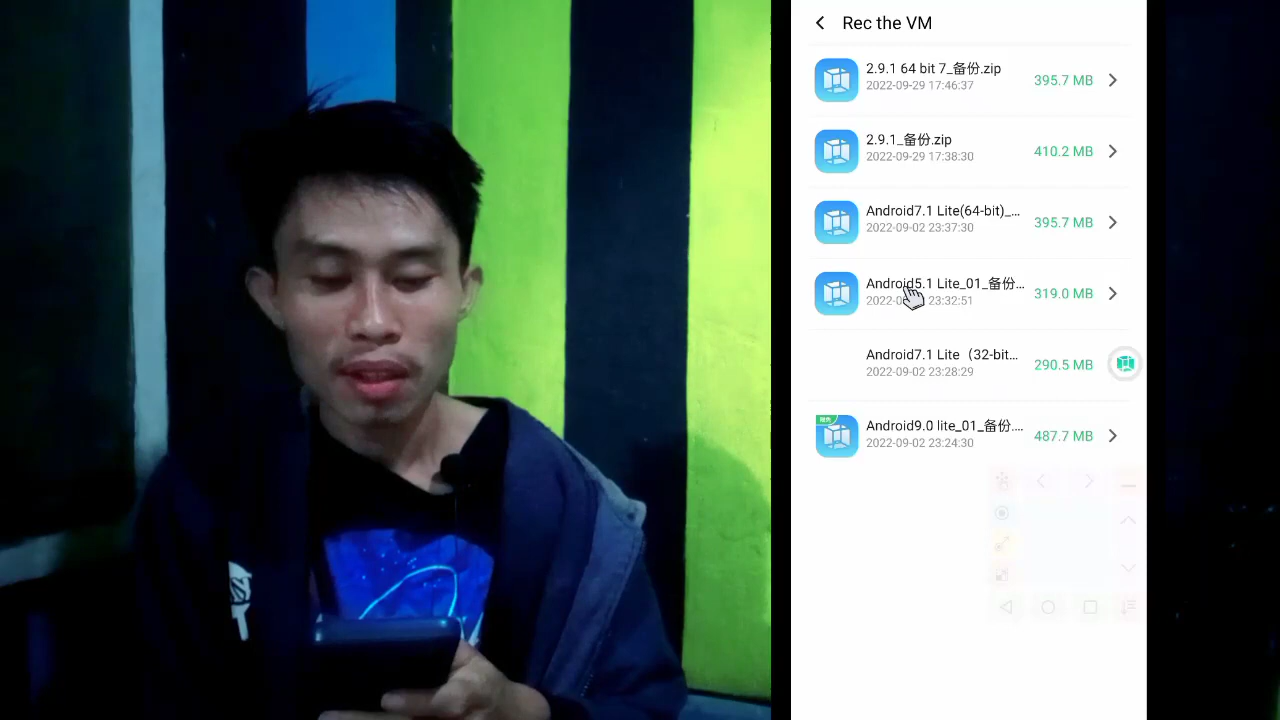 Rec the VM
2.9.1 64 bit 7_备份.zip
2022-09-29 17:46:37
395.7 MB
2.9.1_备份.zip
2022-09-29 17:38:30
410.2 MB
Android7.1 Lite(64-bit)_...
2022-09-02 23:37:30
395.7 MB
Android5.1 Lite_01_备份...
2022-0 23:32:51
319.0 MB
Android7.1 Lite（32-bit...
2022-09-02 23:28:29
290.5 MB
Android9.0 lite_01_备份....
2022-09-02 23:24:30
487.7 MB